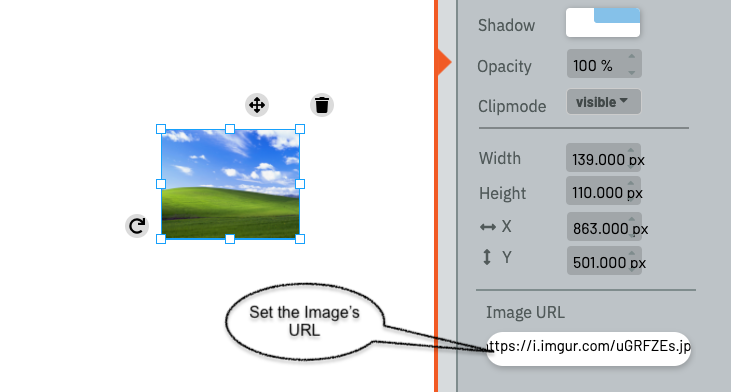 Shadow
Opacity 100 %
Clipmode visible
Width 139.000 px
Height 110.000 px
X 863.000 px
Y 501.000 px
Image URL
ttps://i.imgur.com/uGRFZEs.jp
Set the Image's
URL